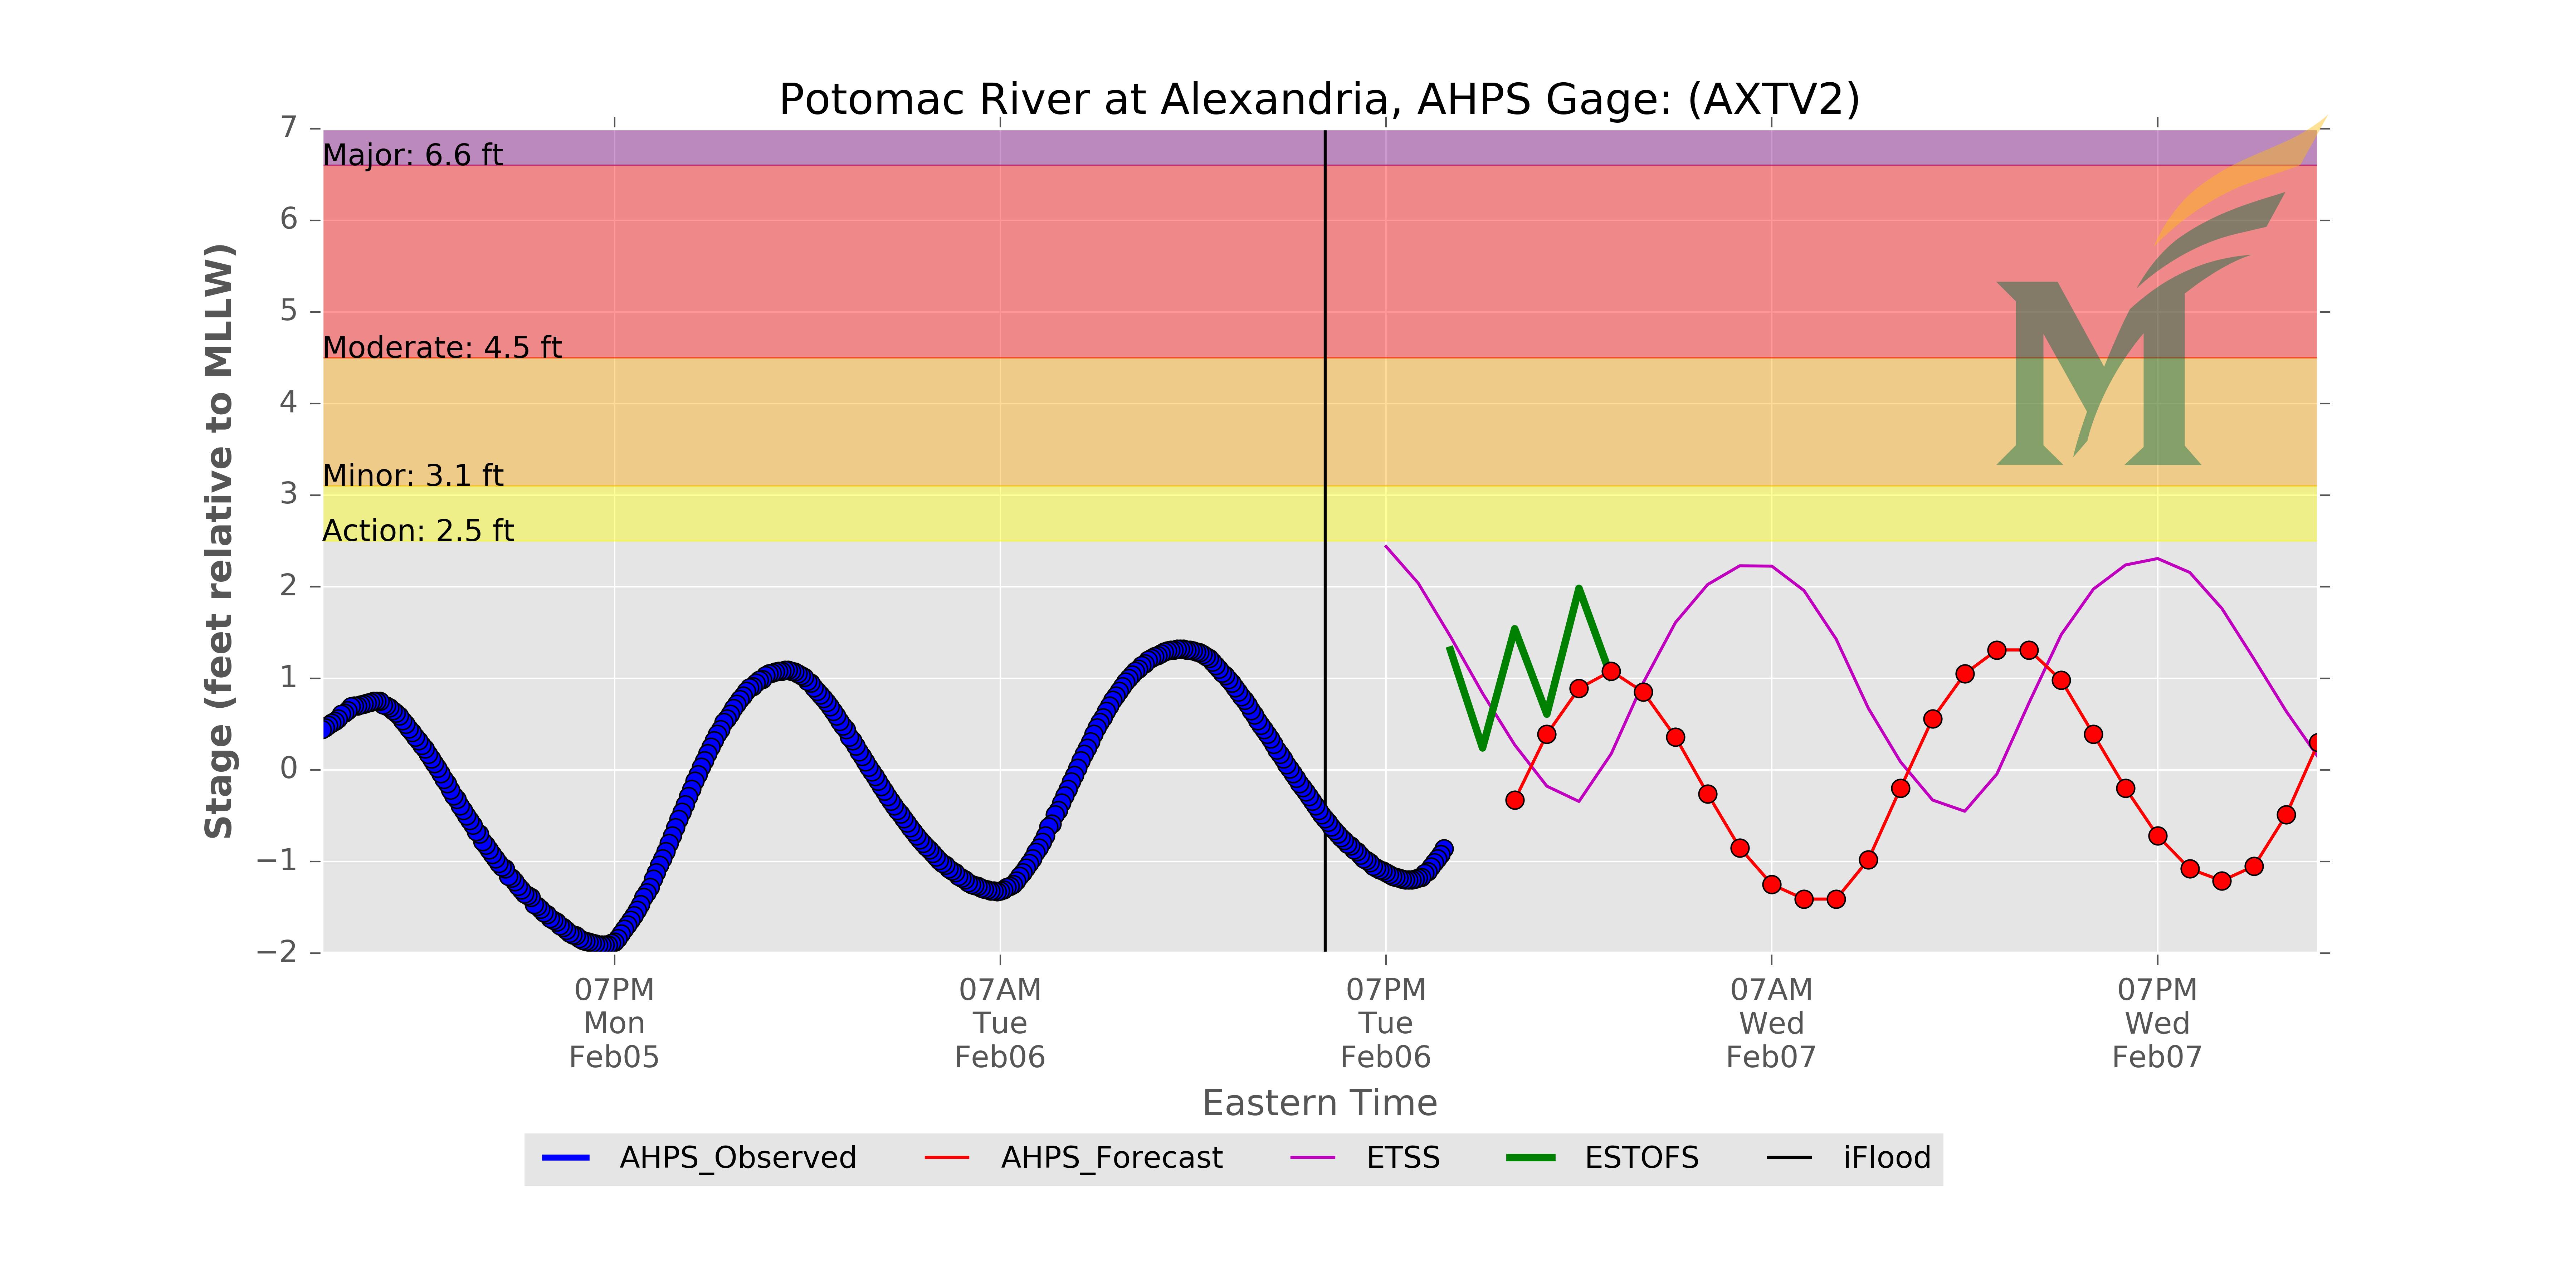 Potomac River at Alexandria, AHPS Gage: (AXTV2)
7
6
5
4
3
2
1
0
−1
−2
Stage (feet relative to MLLW)
Major: 6.6 ft
Moderate: 4.5 ft
Minor: 3.1 ft
Action: 2.5 ft
07PM
Mon
Feb05
07AM
Tue
Feb06
07PM
Tue
Feb06
07AM
Wed
Feb07
07PM
Wed
Feb07
Eastern Time
AHPS_Observed
AHPS_Forecast
ETSS
ESTOFS
iFlood
M